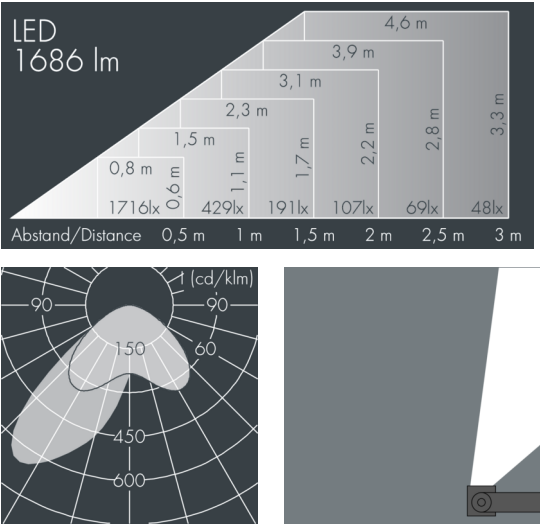 LED
1686 lm
4,6 m
3,9 m
3,1 m
2,3 m
1,5 m
0,8 m
0,6 m
1,1 m
1,7 m
2,2 m
2,8 m
3,3 m
1716lx 429lx 191lx 107lx 69lx 48lx
Abstand/Distance 0,5 m 1 m 1,5 m 2 m 2,5 m 3 m
I (cd/klm)
90 90
150 60
450
600